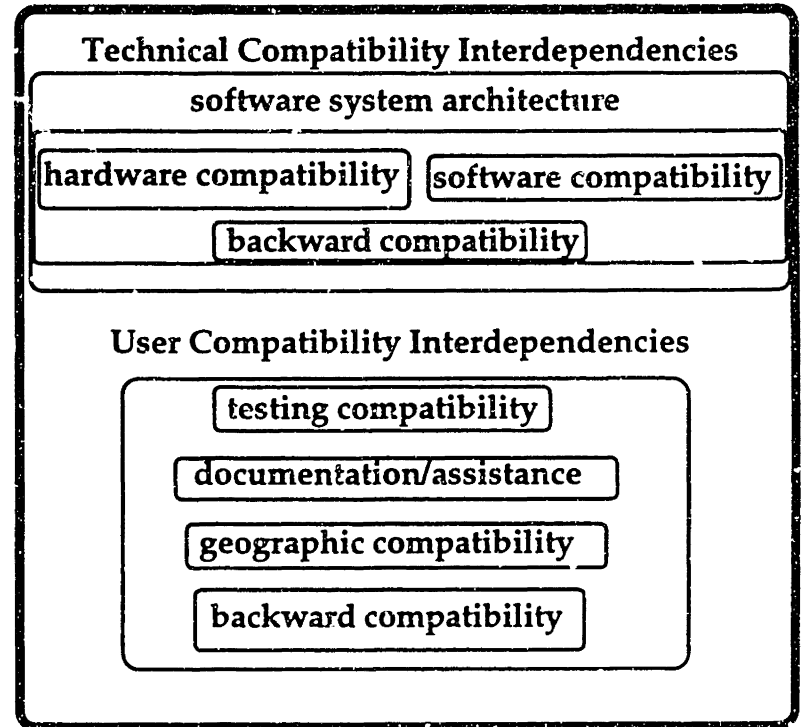 Technical Compatibility Interdependencies
software system architecture
hardware compatibility software compatibility
backward compatibility
User Compatibility Interdependencies
testing compatibility
documentation/assistance
geographic compatibility
backward compatibility